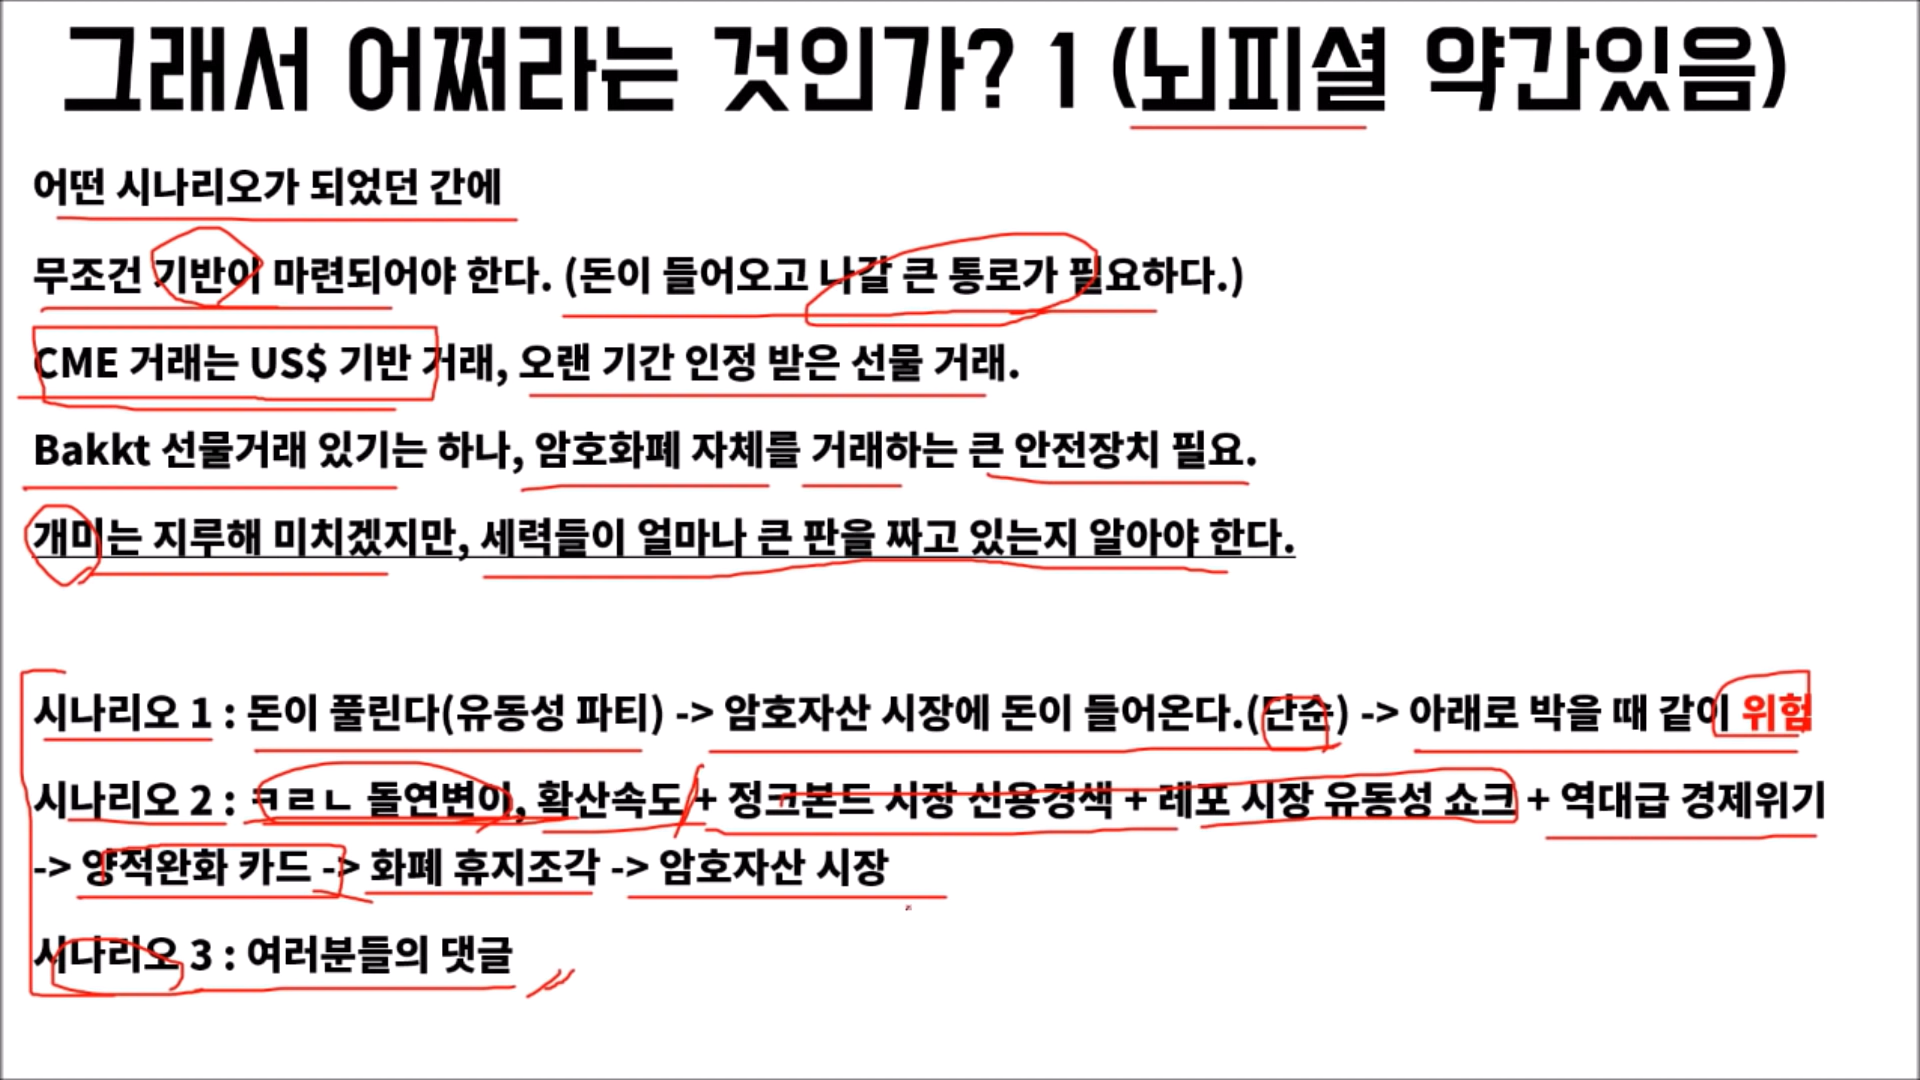 그래서 어쩌라는 것인가? 1 (뇌피셜 약간있음)
어떤 시나리오가 되었던 간에
무조건 기반이 마련되어야 한다. (돈이 들어오고 나갈 큰 통로가 필요하다.)
CME 거래는 US$ 기반 거래, 오랜 기간 인정 받은 선물 거래.
Bakkt 선물거래 있기는 하나, 암호화폐 자체를 거래하는 큰 안전장치 필요.
개미는 지루해 미치겠지만, 세력들이 얼마나 큰 판을 짜고 있는지 알아야 한다.
시나리오 1 : 돈이 풀린다(유동성 파티) -> 암호자산 시장에 돈이 들어온다.(단순) -> 아래로 박을 때 같이 위험
시나리오 2 : ㅋㄹㄴ 돌연변이, 확산속도 + 정크본드 시장 신용경색 + 레포 시장 유동성 쇼크 + 역대급 경제위기
-> 양적완화 카드 -> 화폐 휴지조각 -> 암호자산 시장
시나리오 3 : 여러분들의 댓글